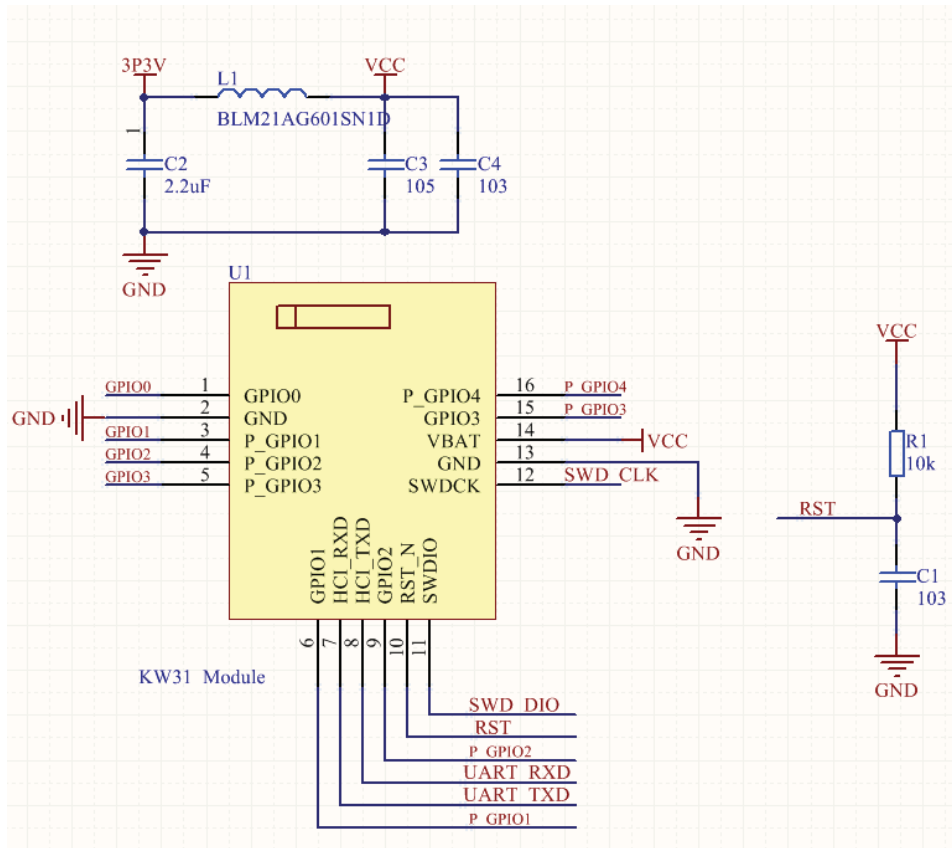 3P3V
VCC
L1
BLM21AG601SN1D
1
C2
2.2uF
C3
105
C4
103
GND
U1
GPIO0 1 GPIO0
GND 2 GND
GPIO1 3 P_GPIO1
GPIO2 4 P_GPIO2
GPIO3 5 P_GPIO3
P_GPIO4 16 P_GPIO4
GPIO3 15 P_GPIO3
VBAT 14 VCC
GND 13
SWDCK 12 SWD_CLK
GND
GPIO1
HCI_RXD
HCI_TXD
GPIO2
RST_N
SWDIO
6
7
8
9
10
11
KW31 Module
SWD_DIO
RST
P_GPIO2
UART_RXD
UART_TXD
P_GPIO1
VCC
R1
10k
RST
C1
103
GND